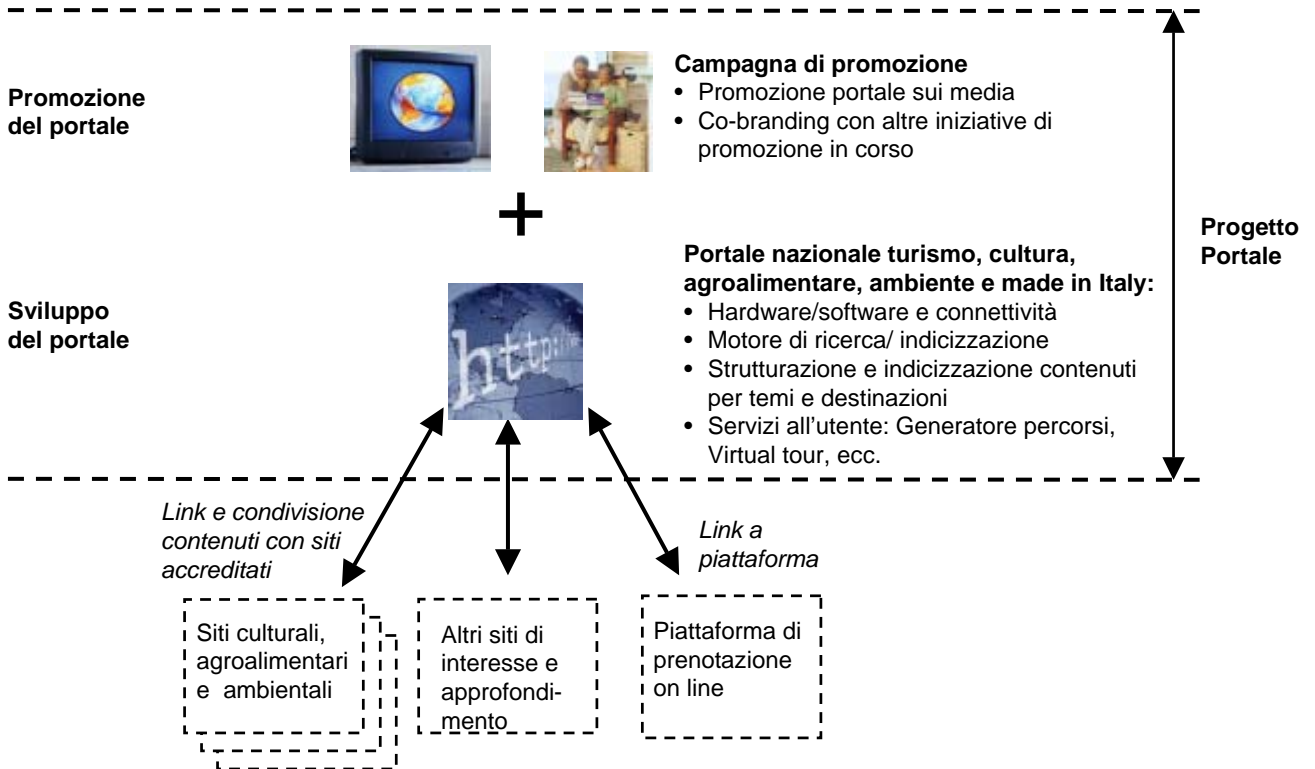 Promozione
del portale
Campagna di promozione
• Promozione portale sui media
• Co-branding con altre iniziative di
promozione in corso
+
Progetto
Portale
Sviluppo
del portale
http:/
Portale nazionale turismo, cultura,
agroalimentare, ambiente e made in Italy:
• Hardware/software e connettività
• Motore di ricerca/ indicizzazione
• Strutturazione e indicizzazione contenuti
per temi e destinazioni
• Servizi all'utente: Generatore percorsi,
Virtual tour, ecc.
Link e condivisione
contenuti con siti
accreditati
Link a
piattaforma
Siti culturali,
agroalimentari
e ambientali
Altri siti di
interesse e
approfondi-
mento
Piattaforma di
prenotazione
on line